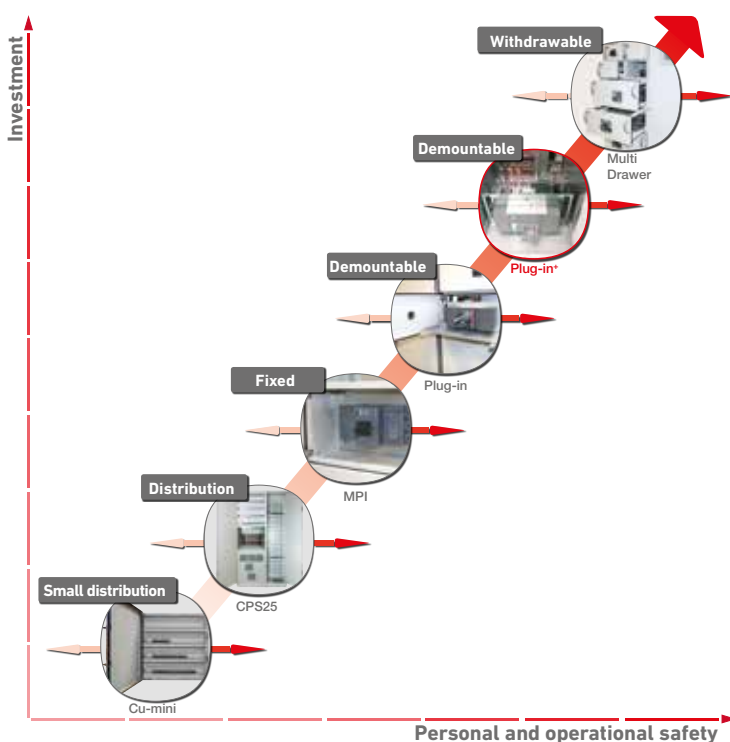 Investment
Withdrawable
Multi
Drawer
Demountable
Plug-in+
Demountable
Plug-in
Fixed
MPI
Distribution
CPS25
Small distribution
Cu-mini
Personal and operational safety